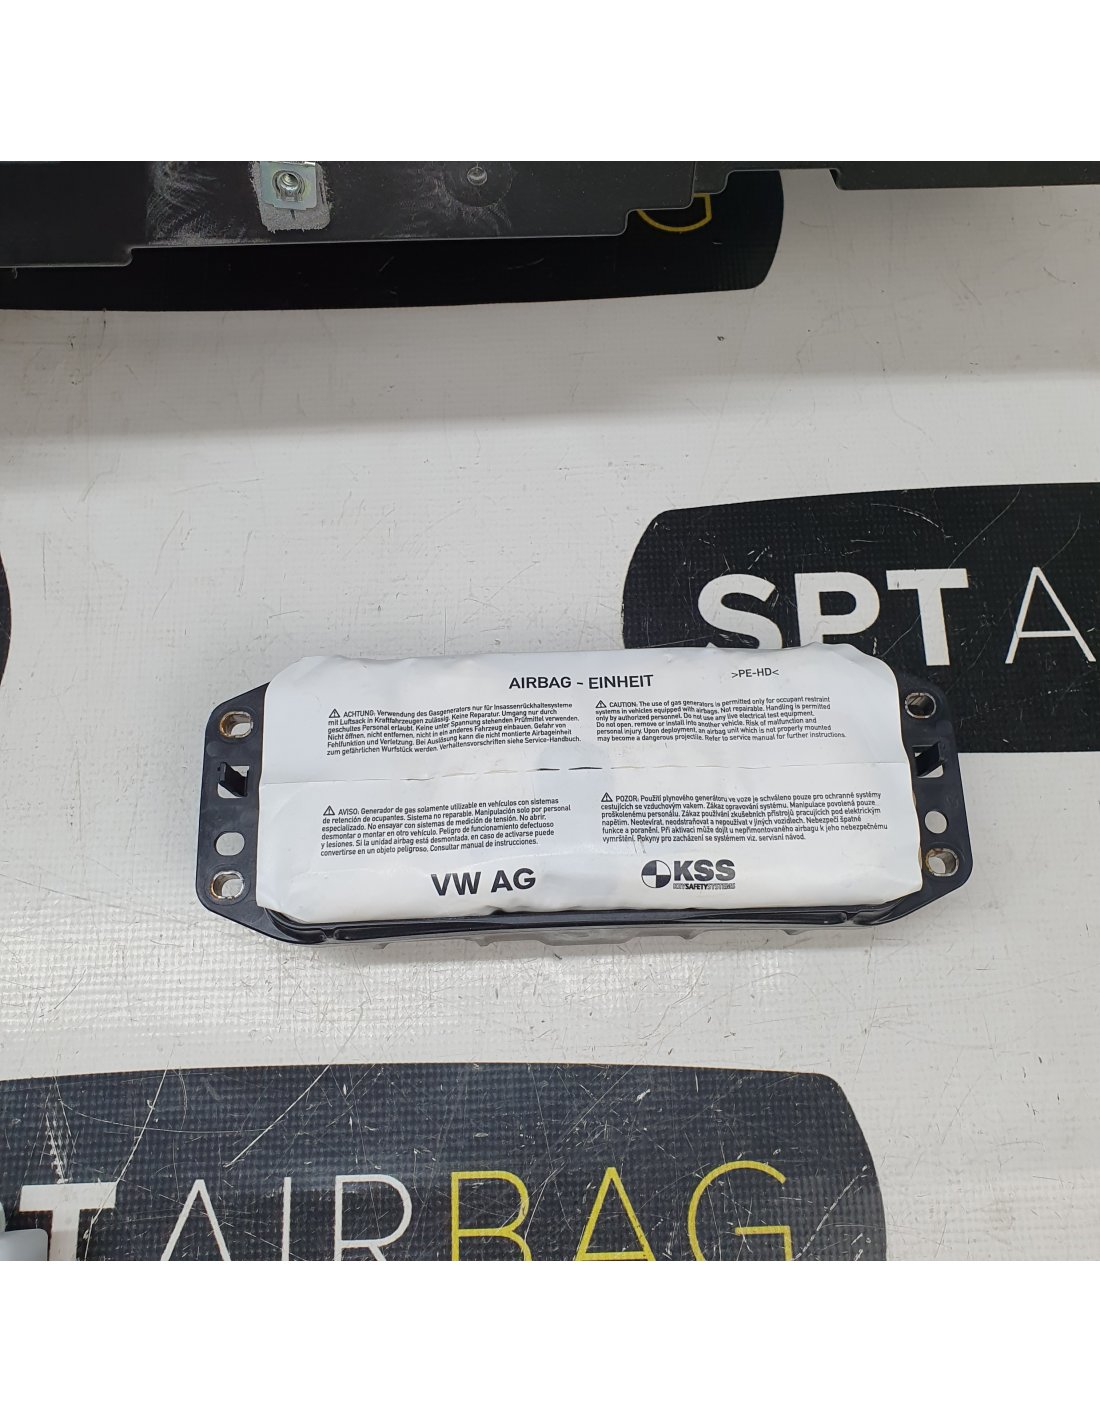 G
SPT A
AIRBAG - EINHEIT
>PE-HD<
ACHTUNG: Verwendung des Gasgenerators nur für Insassenrückhaltesysteme
mit Luftsack in Kraftfahrzeugen zulässig. Keine Reparatur. Umgang nur durch
geschultes Personal erlaubt. Keine unter Spannung stehenden Prüfmittel verwenden.
Nicht öffnen, nicht entfernen, nicht in ein anderes Fahrzeug einbauen. Gefahr von
Fehlfunktion und Verletzung. Bei Auslösung kann die nicht montierte Airbageinheit
zum gefährlichen Wurfstück werden. Verhaltensvorschriften siehe Service-Handbuch.
CAUTION. The use of gas generators is permitted only for occupant restraint
systems in vehicles equipped with airbags. Not repairable. Handling is permitted
only by authorized personnel. Do not use any live electrical test equipment.
Do not open, remove or install into another vehicle. Risk of malfunction and
personal injury. Upon deployment, an airbag unit which is not properly mounted
may become a dangerous projectile. Refer to service manual for further instructions.
AVISO: Generador de gas solamente utilizable en vehículos con sistemas
de retención de ocupantes. Sistema no reparable. Manipulación solo por personal
especializado. No ensayar con sistemas de medición de tensión. No abrir,
desmontar o montar en otro vehículo. Peligro de funcionamiento defectuoso
y lesiones. Si la unidad airbag está desmontada, en caso de activarse puede
convertirse en un objeto peligroso. Consultar manual de instrucciones.
POZOR: Použití plynového generátoru ve voze je schváleno pouze pro ochranné systémy
cestujících se vzduchovým vakem. Zákaz opravování systému. Manipulace povolená pouze
proškolenému personálu. Zákaz používání zkušebních přístrojů pracujících pod elektrickým
napětím. Neotevírat, neodstraňovat a nepoužívat v jiných vozidlech. Nebezpečí špatné
funkce a poranění. Při aktivaci může dojít u nepřimontovaného airbagu k jeho nebezpečnému
vymrštění. Pokyny pro zacházení se systémem viz. servisní návod.
VW AG
KSS
KEYSAFETYSYSTEMS
T AIRBAG